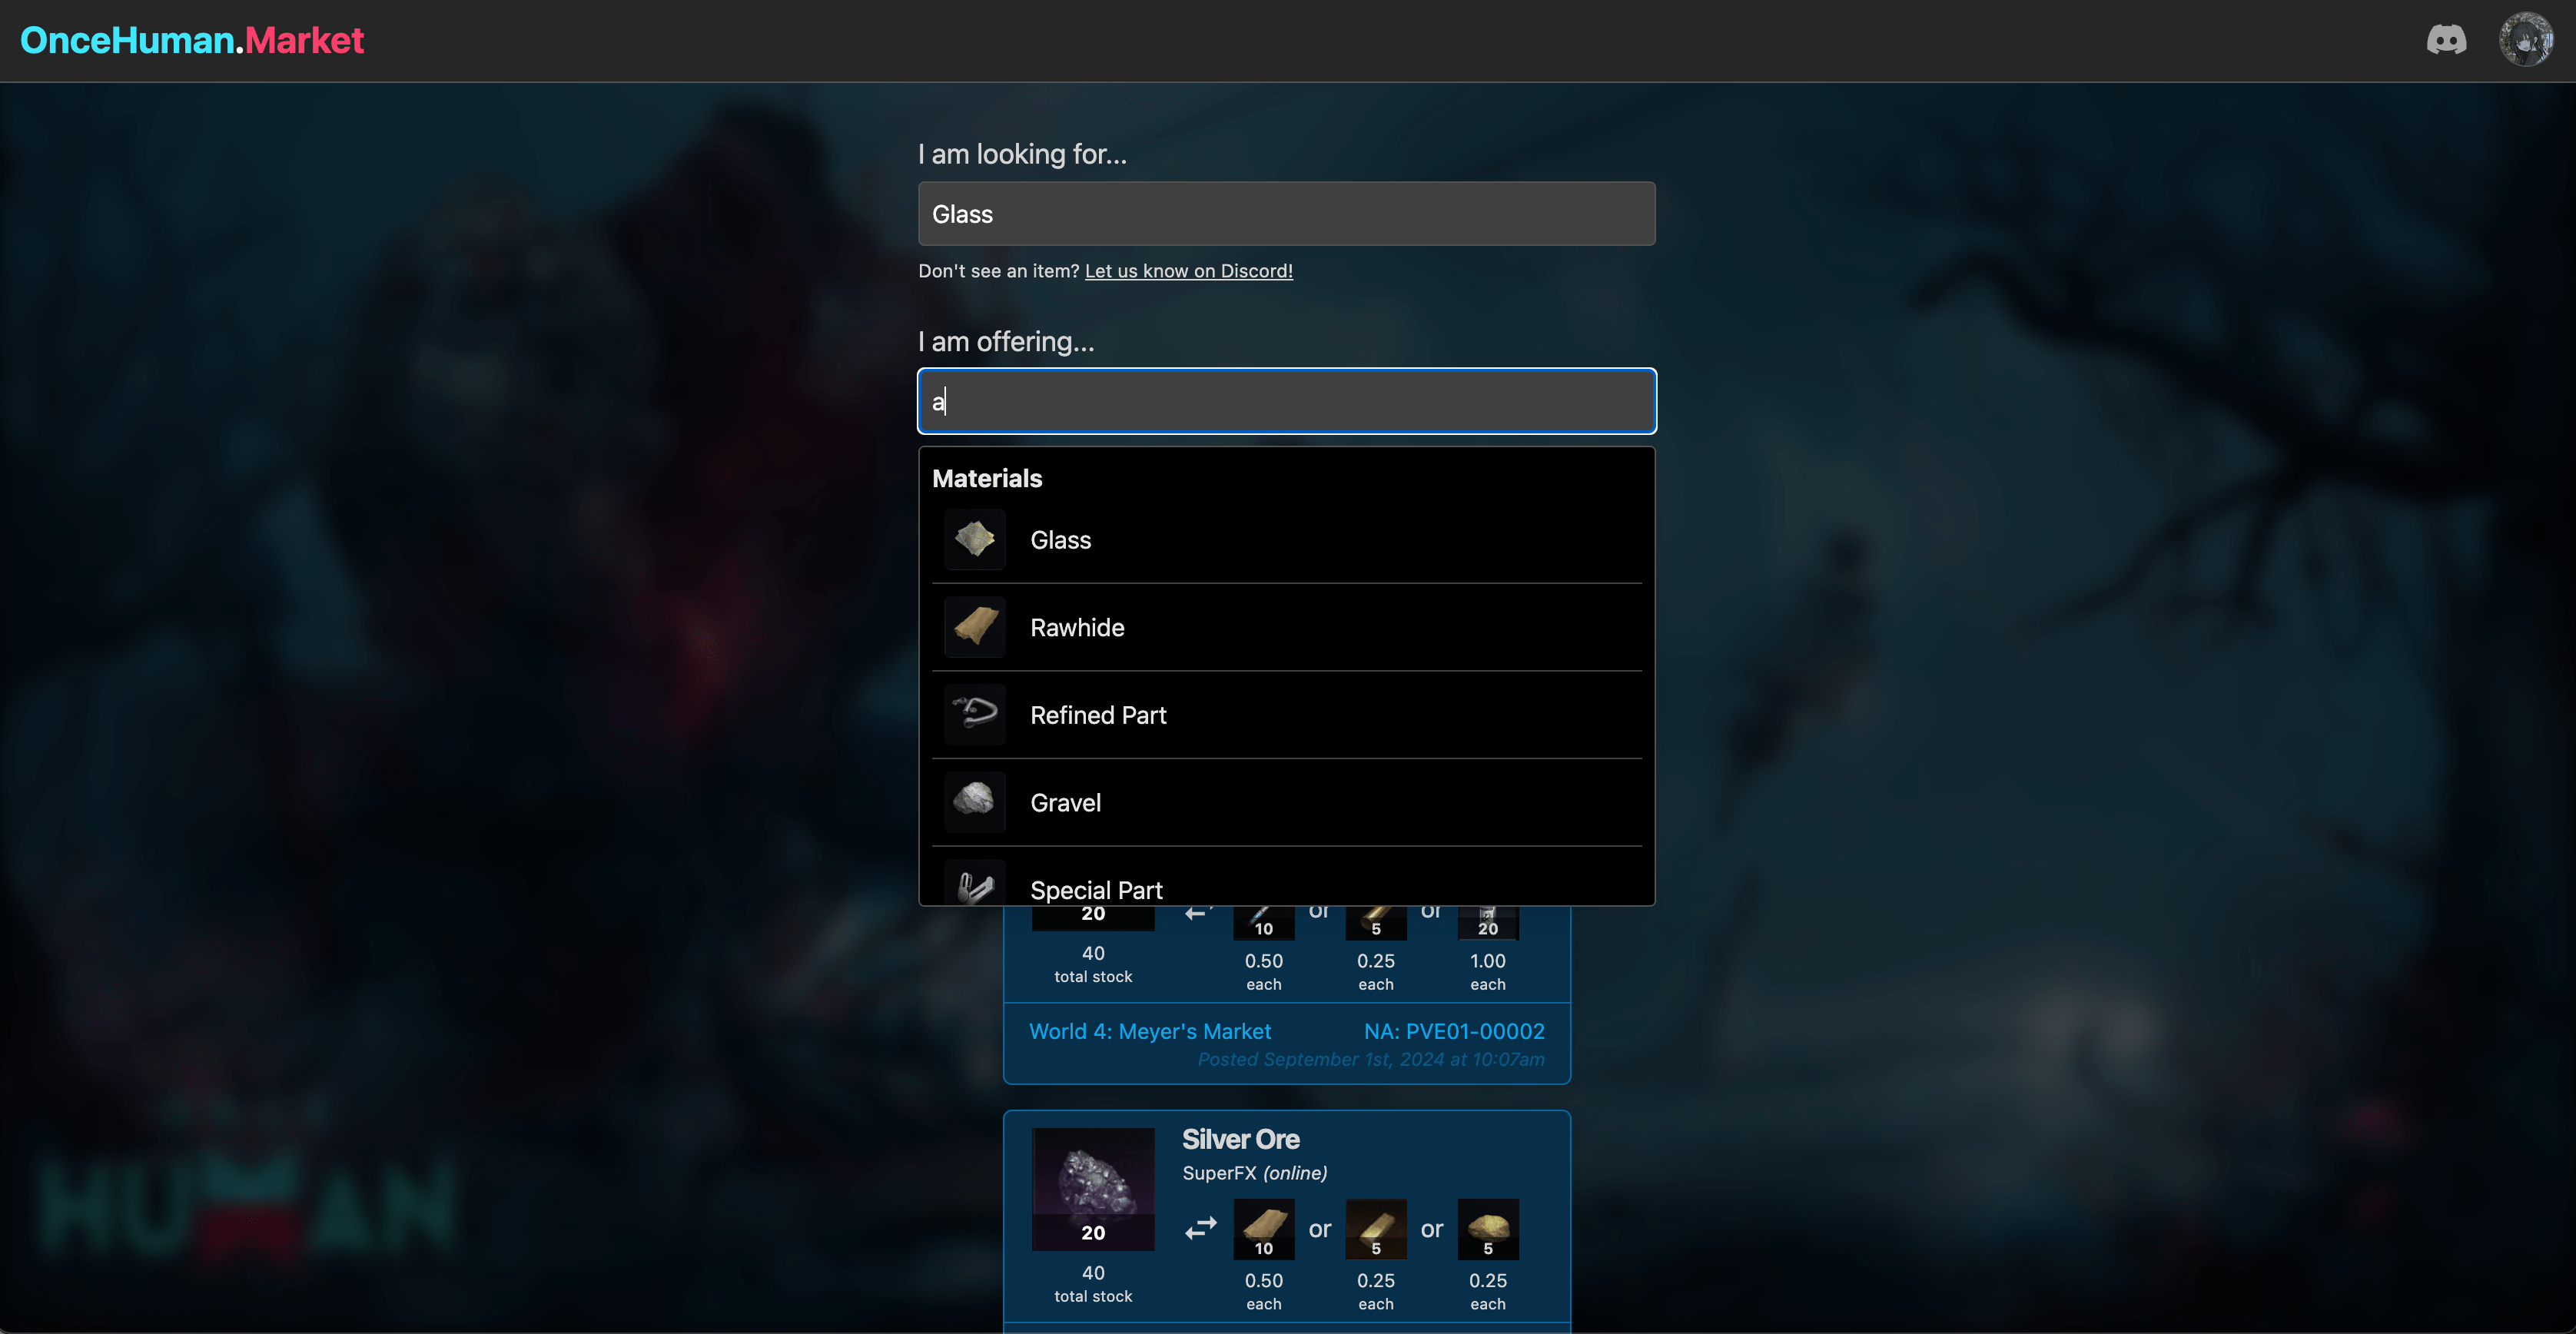 OnceHuman.Market
I am looking for...
Glass
Don't see an item? Let us know on Discord!
I am offering...
a
Materials
Glass
Rawhide
Refined Part
Gravel
Special Part
20
or
or
10
5
20
40
total stock
0.50
each
0.25
each
1.00
each
World 4: Meyer's Market
NA: PVE01-00002
Posted September 1st, 2024 at 10:07am
Silver Ore
SuperFX (online)
20
or
or
10
5
5
40
total stock
0.50
each
0.25
each
0.25
each
HUMAN